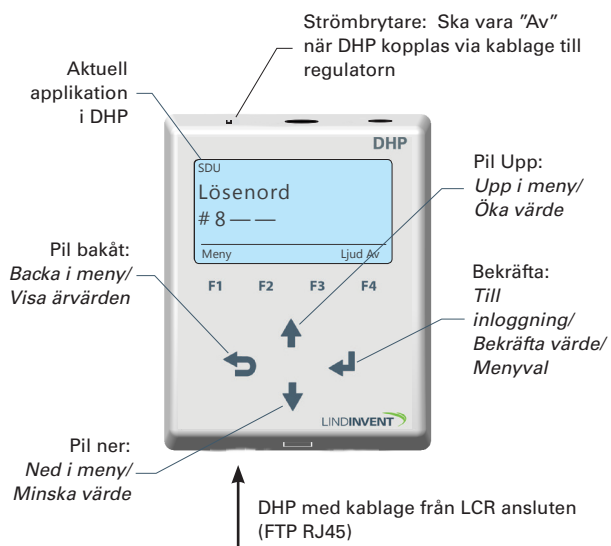 Strömbrytare:  Ska vara ”Av”
när DHP kopplas via kablage till
regulatorn
Aktuell
applikation
i DHP
DHP
SDU
Lösenord
# 8 — —
Meny Ljud Av
F1 F2 F3 F4
Pil Upp:
Upp i meny/
Öka värde
Pil bakåt:
Backa i meny/
Visa ärvärden
Bekräfta:
Till
inloggning/
Bekräfta värde/
Menyval
LINDINVENT
Pil ner:
Ned i meny/
Minska värde
DHP med kablage från LCR ansluten
(FTP RJ45)